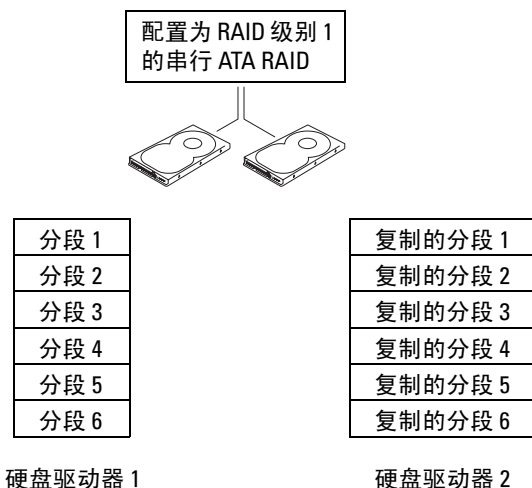 配置为 RAID 级别 1
的串行 ATA RAID
分段 1
分段 2
分段 3
分段 4
分段 5
分段 6
硬盘驱动器 1
复制的分段 1
复制的分段 2
复制的分段 3
复制的分段 4
复制的分段 5
复制的分段 6
硬盘驱动器 2